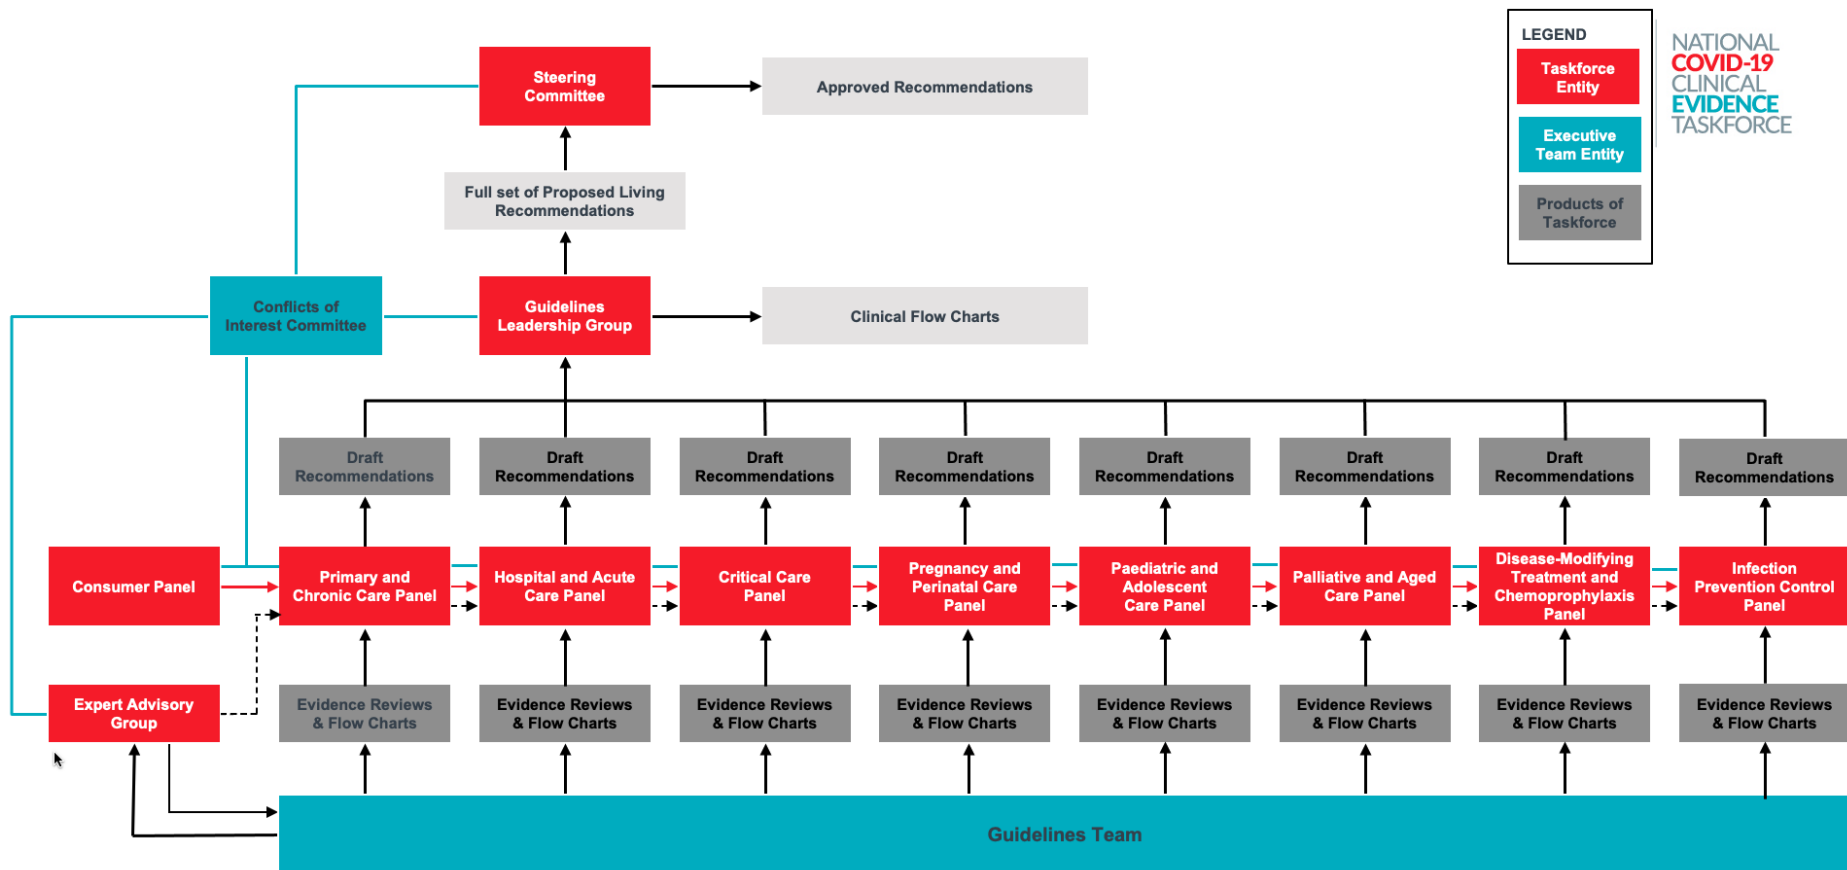 LEGEND
Taskforce
Entity
Executive
Team Entity
Products of
Taskforce
NATIONAL
COVID-19
CLINICAL
EVIDENCE
TASKFORCE
Steering
Committee
Approved Recommendations
Full set of Proposed Living
Recommendations
Conflicts of
Interest Committee
Guidelines
Leadership Group
Clinical Flow Charts
Draft
Recommendations
Draft
Recommendations
Draft
Recommendations
Draft
Recommendations
Draft
Recommendations
Draft
Recommendations
Draft
Recommendations
Draft
Recommendations
Consumer Panel
Primary and
Chronic Care Panel
Hospital and Acute
Care Panel
Critical Care
Panel
Pregnancy and
Perinatal Care
Panel
Paediatric and
Adolescent
Care Panel
Palliative and Aged
Care Panel
Disease-Modifying
Treatment and
Chemoprophylaxis
Panel
Infection
Prevention Control
Panel
Expert Advisory
Group
Evidence Reviews
& Flow Charts
Evidence Reviews
& Flow Charts
Evidence Reviews
& Flow Charts
Evidence Reviews
& Flow Charts
Evidence Reviews
& Flow Charts
Evidence Reviews
& Flow Charts
Evidence Reviews
& Flow Charts
Evidence Reviews
& Flow Charts
Guidelines Team